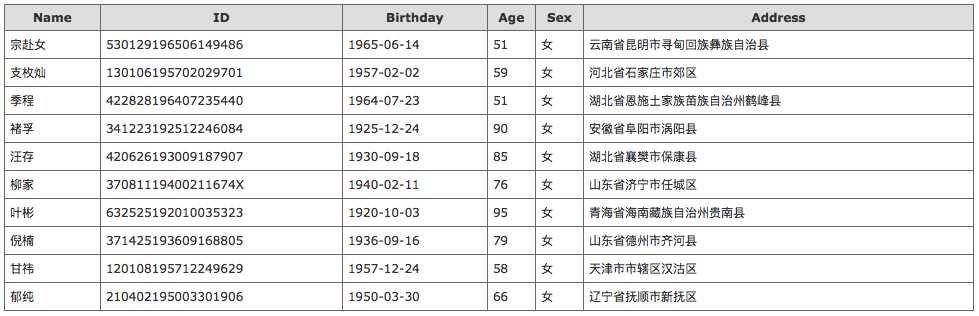 Name ID Birthday Age Sex Address
宗赴女 530129196506149486 1965-06-14 51 女 云南省昆明市寻甸回族彝族自治县
支枚灿 130106195702029701 1957-02-02 59 女 河北省石家庄市郊区
季程 422828196407235440 1964-07-23 51 女 湖北省恩施土家族苗族自治州鹤峰县
褚孚 341223192512246084 1925-12-24 90 女 安徽省阜阳市涡阳县
汪存 420626193009187907 1930-09-18 85 女 湖北省襄樊市保康县
柳家 37081119400211674X 1940-02-11 76 女 山东省济宁市任城区
叶彬 632525192010035323 1920-10-03 95 女 青海省海南藏族自治州贵南县
倪楠 371425193609168805 1936-09-16 79 女 山东省德州市齐河县
甘祎 120108195712249629 1957-12-24 58 女 天津市市辖区汉沽区
郁纯 210402195003301906 1950-03-30 66 女 辽宁省抚顺市新抚区